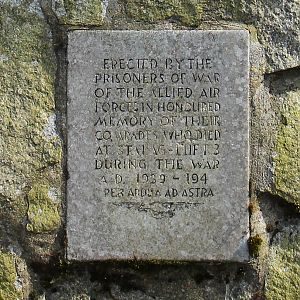 ERECTED BY THE
PRISONERS OF WAR
OF THE ALLIED AIR
FORCES IN HONOURED
MEMORY OF THEIR
COMRADES WHO DIED
AT STALAG-LUFT 3
DURING THE WAR
A·D· 1939 - 194
PER ARDUA AD ASTRA